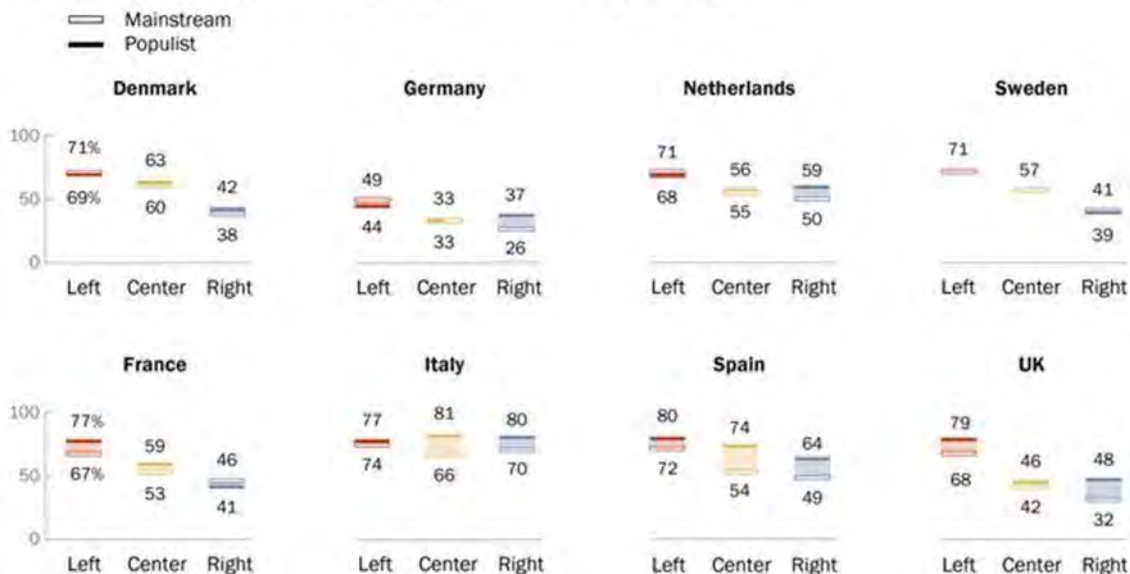 Mainstream
Populist
Denmark Germany Netherlands Sweden
100
71% 63 42 49 33 37 71 56 59 71 57 41
50
69% 60 38 44 33 26 68 55 50 39
0
Left Center Right Left Center Right Left Center Right Left Center Right
France Italy Spain UK
100
77% 59 46 77 81 80 80 74 64 79 46 48
50
67% 53 41 74 66 70 72 54 49 68 42 32
0
Left Center Right Left Center Right Left Center Right Left Center Right